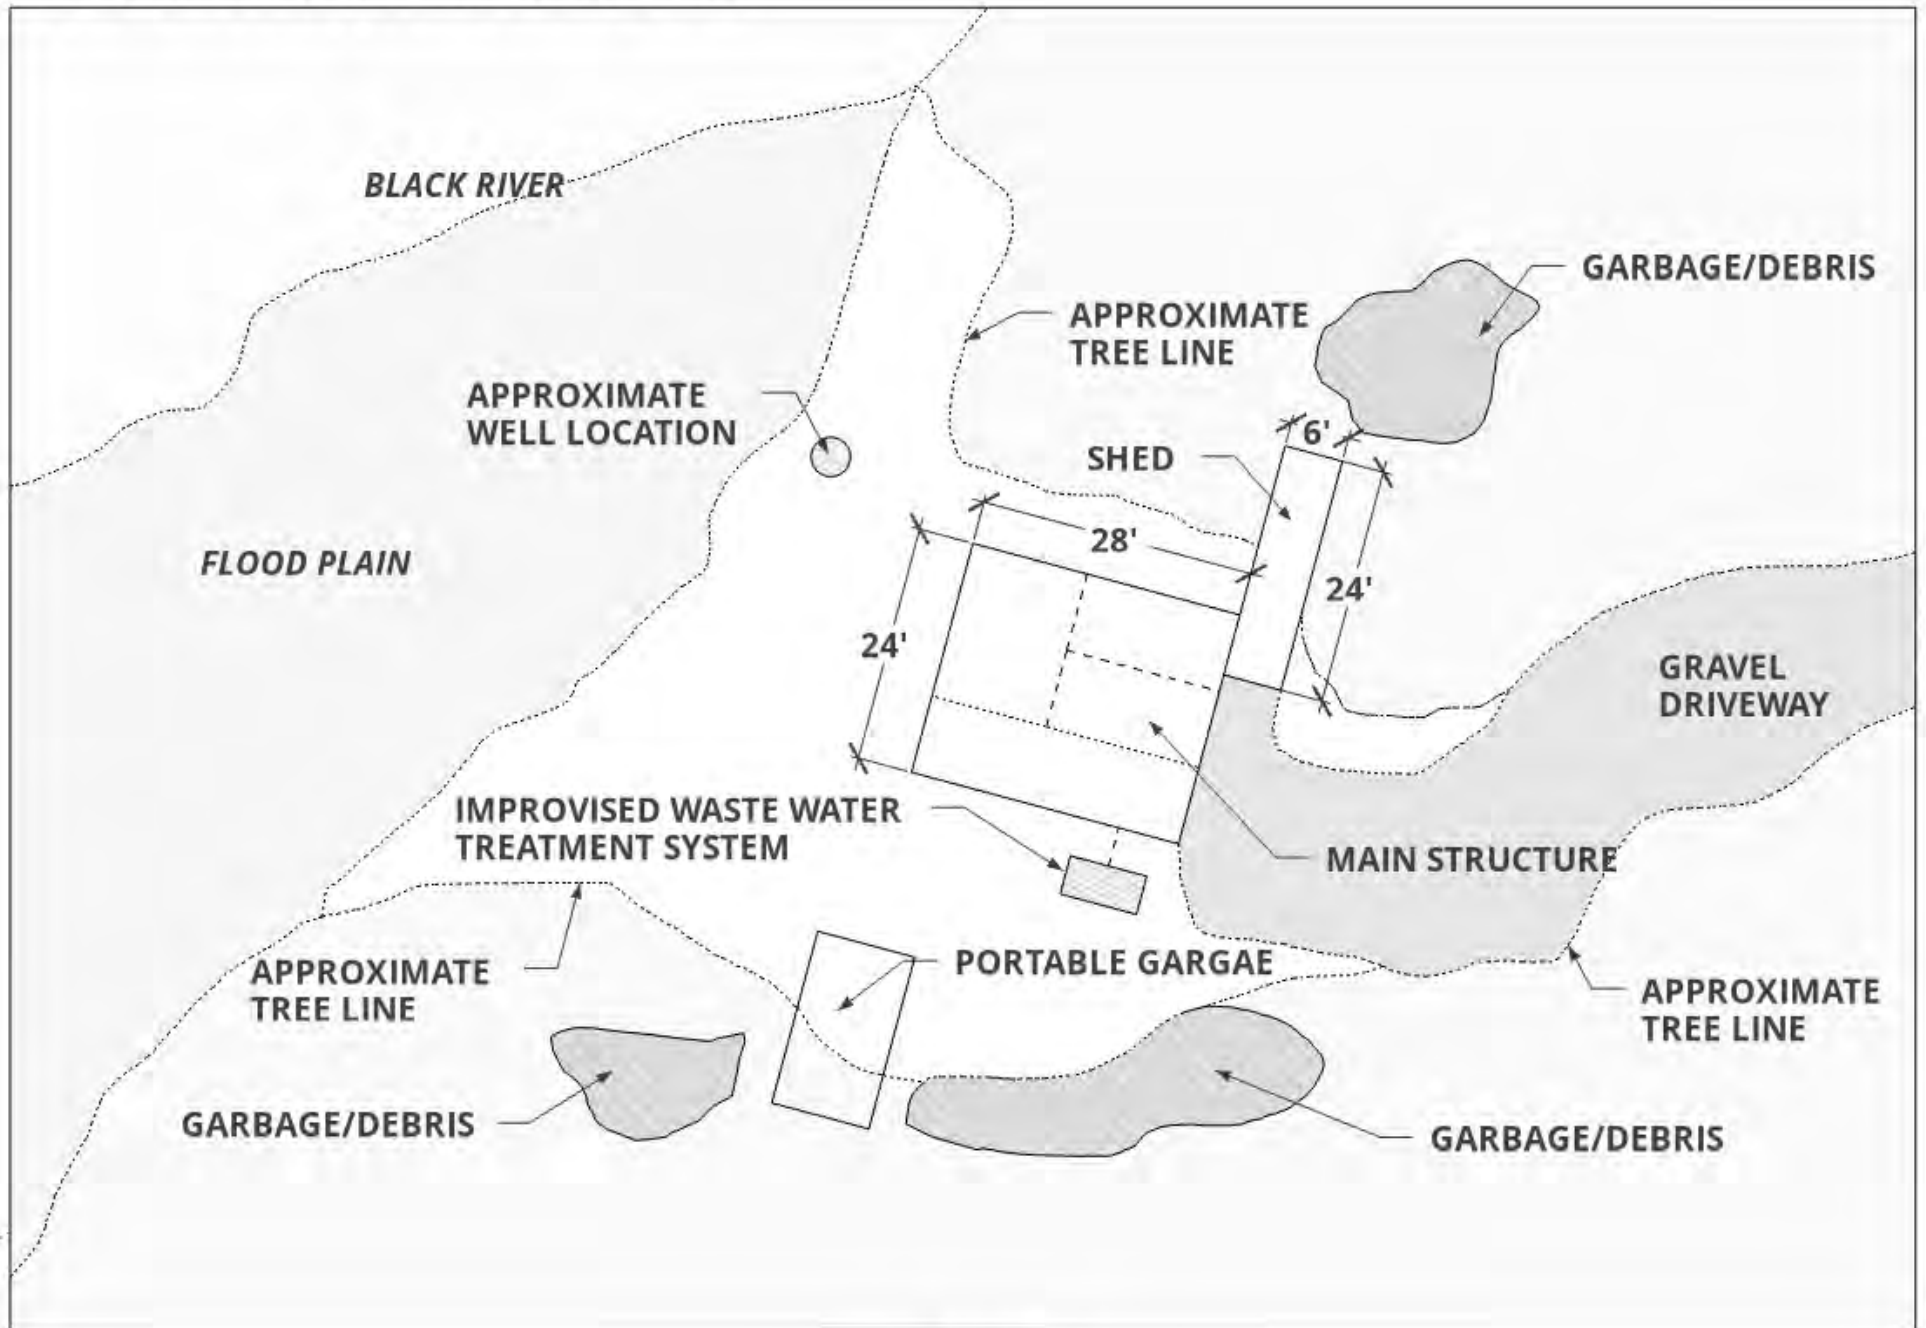 BLACK RIVER
GARBAGE/DEBRIS
APPROXIMATE
TREE LINE
APPROXIMATE
WELL LOCATION
6'
SHED
28'
FLOOD PLAIN
24'
24'
GRAVEL
DRIVEWAY
IMPROVISED WASTE WATER
TREATMENT SYSTEM
MAIN STRUCTURE
APPROXIMATE
TREE LINE
PORTABLE GARGAE
APPROXIMATE
TREE LINE
GARBAGE/DEBRIS
GARBAGE/DEBRIS